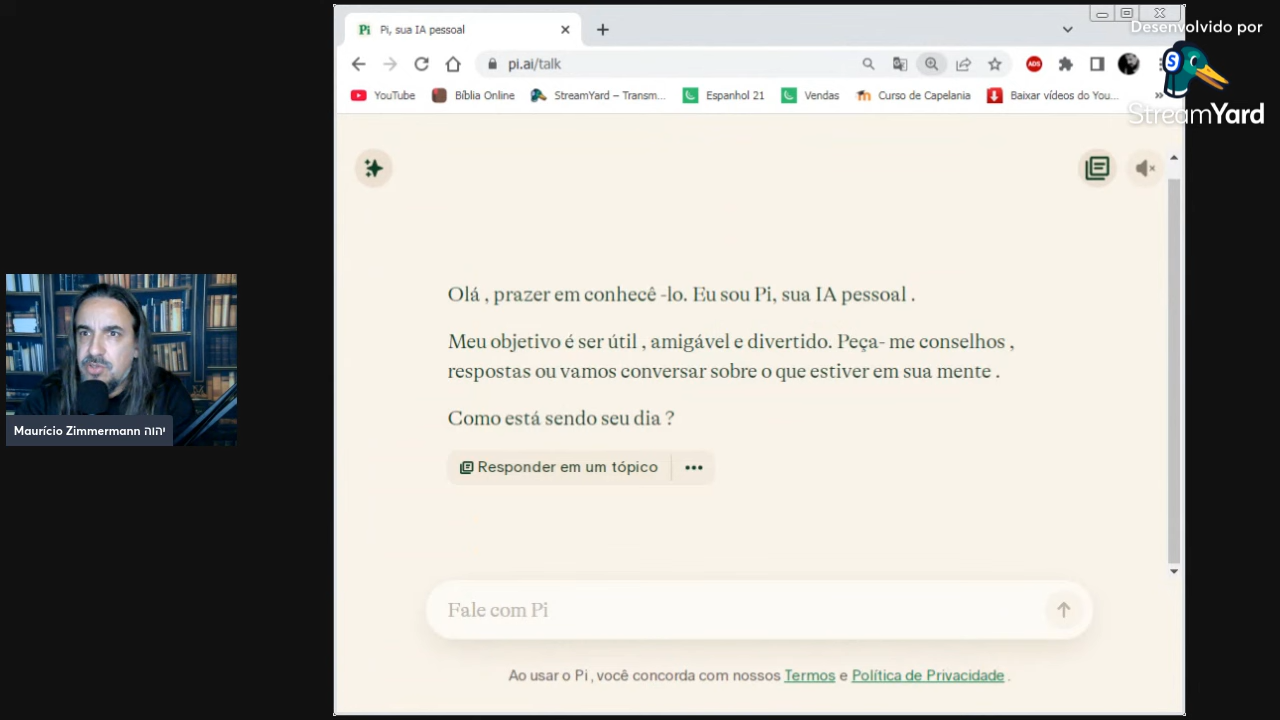 Pi Pi, sua IA pessoal
Desenvolvido por
pi.ai/talk
ADS
S
YouTube Bíblia Online StreamYard – Transm... Espanhol 21 Vendas Curso de Capelania Baixar vídeos do You... »
StreamYard
Olá , prazer em conhecê -lo. Eu sou Pi, sua IA pessoal .
Meu objetivo é ser útil , amigável e divertido. Peça- me conselhos ,
respostas ou vamos conversar sobre o que estiver em sua mente .
Como está sendo seu dia ?
Responder em um tópico •••
Maurício Zimmermann יהוה
Fale com Pi
Ao usar o Pi , você concorda com nossos Termos e Política de Privacidade .